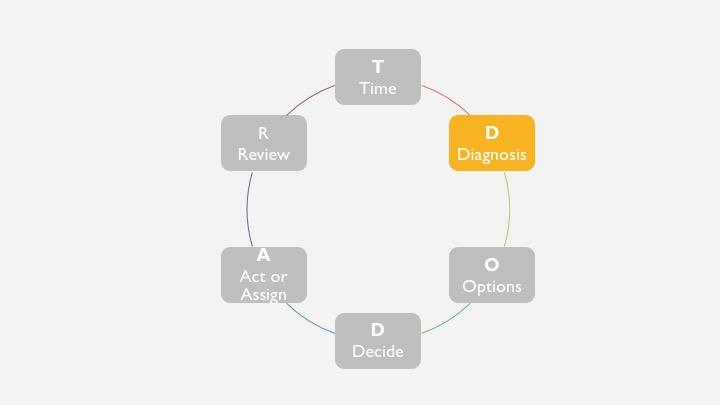 T
Time
D
Diagnosis
O
Options
D
Decide
A
Act or
Assign
R
Review